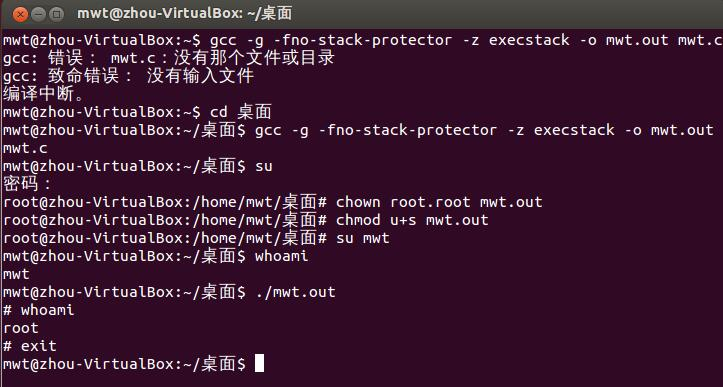 mwt@zhou-VirtualBox: ~/桌面
mwt@zhou-VirtualBox:~$ gcc -g -fno-stack-protector -z execstack -o mwt.out mwt.c
gcc: 错误： mwt.c：没有那个文件或目录
gcc: 致命错误： 没有输入文件
编译中断。
mwt@zhou-VirtualBox:~$ cd 桌面
mwt@zhou-VirtualBox:~/桌面$ gcc -g -fno-stack-protector -z execstack -o mwt.out
mwt.c
mwt@zhou-VirtualBox:~/桌面$ su
密码：
root@zhou-VirtualBox:/home/mwt/桌面# chown root.root mwt.out
root@zhou-VirtualBox:/home/mwt/桌面# chmod u+s mwt.out
root@zhou-VirtualBox:/home/mwt/桌面# su mwt
mwt@zhou-VirtualBox:~/桌面$ whoami
mwt
mwt@zhou-VirtualBox:~/桌面$ ./mwt.out
# whoami
root
# exit
mwt@zhou-VirtualBox:~/桌面$